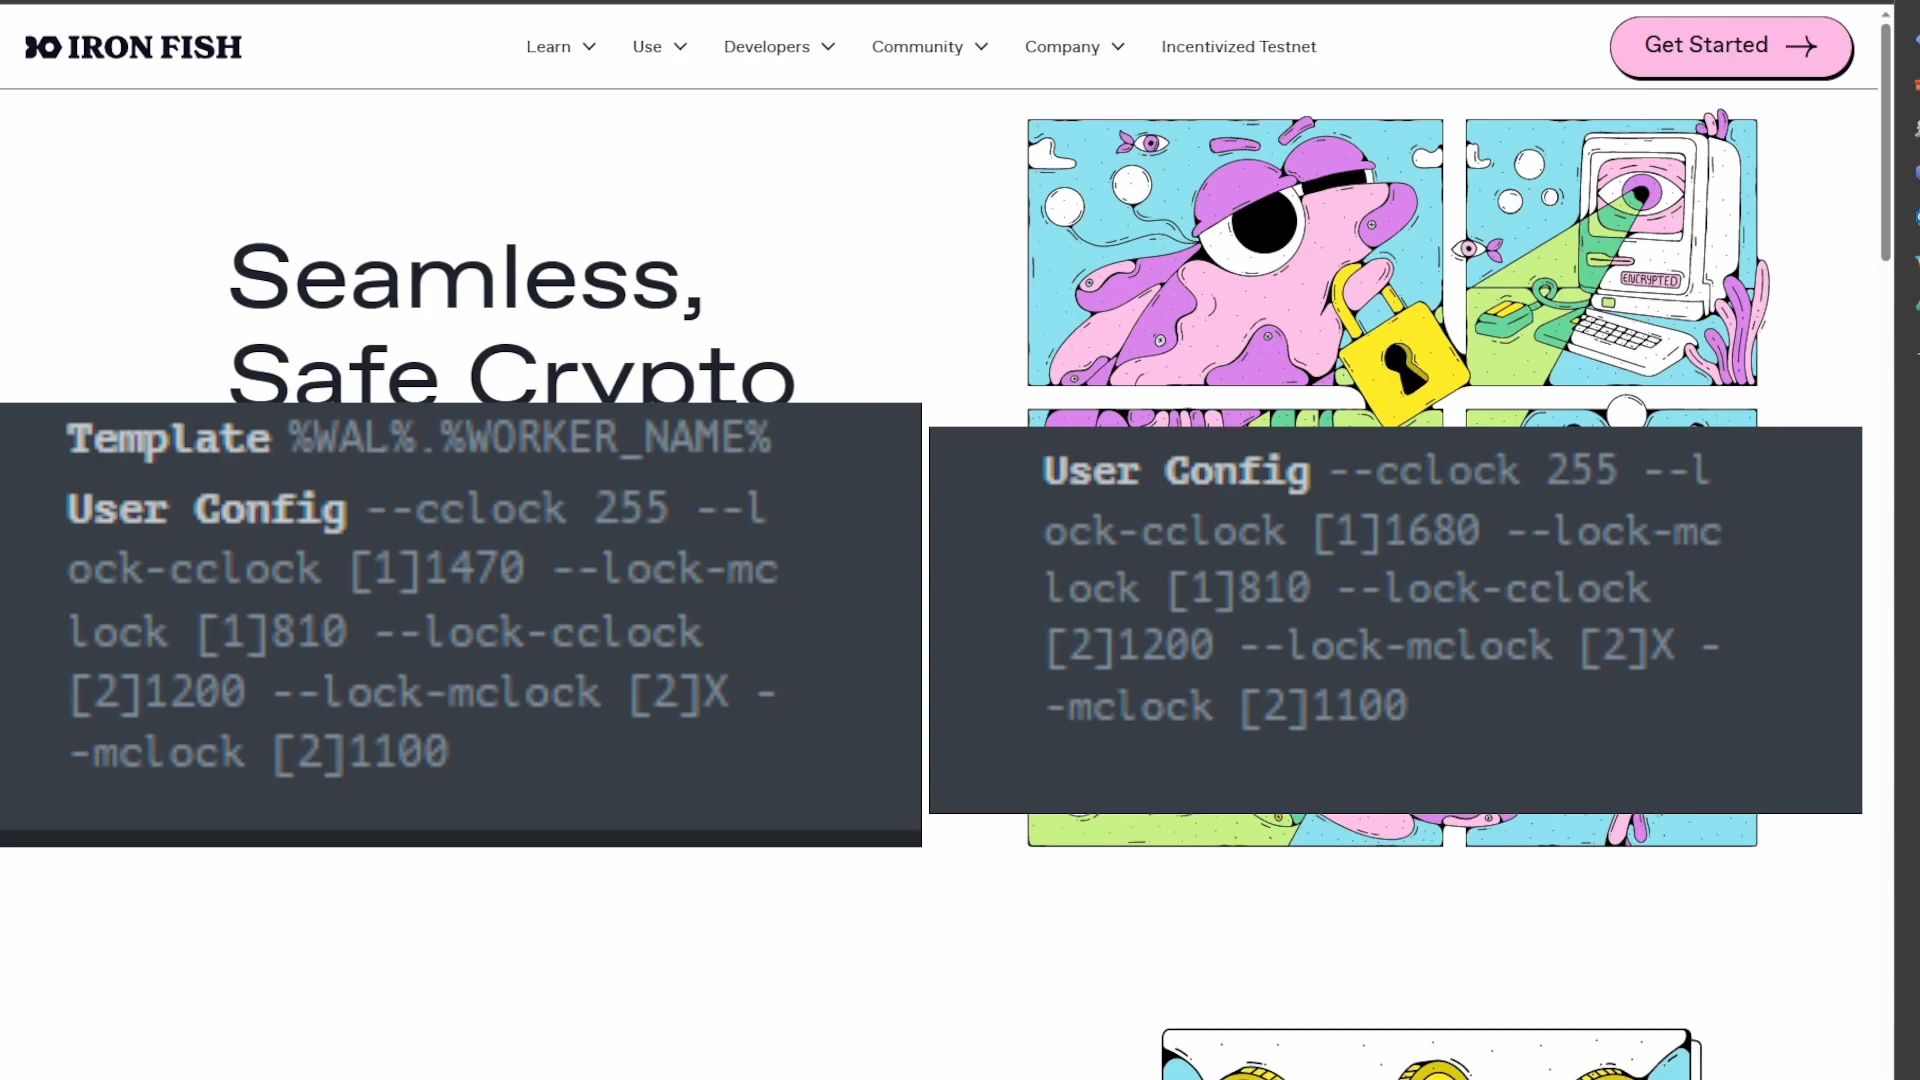 IRON FISH
Learn
Use
Developers
Community
Company
Incentivized Testnet
Get Started
Seamless,
Safe Crypto
ENCRYPTED
Template %WAL%.%WORKER_NAME%
User Config --cclock 255 --l
ock-cclock [1]1470 --lock-mc
lock [1]810 --lock-cclock
[2]1200 --lock-mclock [2]X -
-mclock [2]1100
User Config --cclock 255 --l
ock-cclock [1]1680 --lock-mc
lock [1]810 --lock-cclock
[2]1200 --lock-mclock [2]X -
-mclock [2]1100